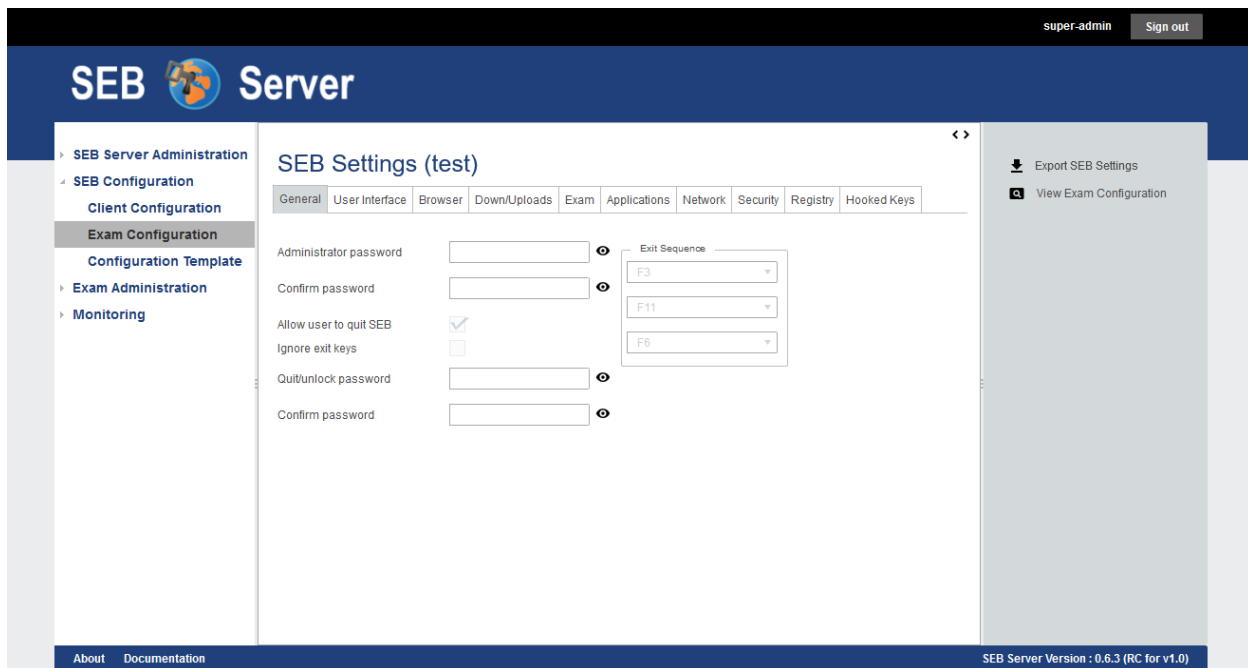 super-admin Sign out
SEB Server
SEB Server Administration
SEB Configuration
Client Configuration
Exam Configuration
Configuration Template
Exam Administration
Monitoring
SEB Settings (test)
General User Interface Browser Down/Uploads Exam Applications Network Security Registry Hooked Keys
Administrator password
Confirm password
Allow user to quit SEB
Ignore exit keys
Quit/unlock password
Confirm password
Exit Sequence
F3
F11
F6
Export SEB Settings
View Exam Configuration
About Documentation
SEB Server Version : 0.6.3 (RC for v1.0)